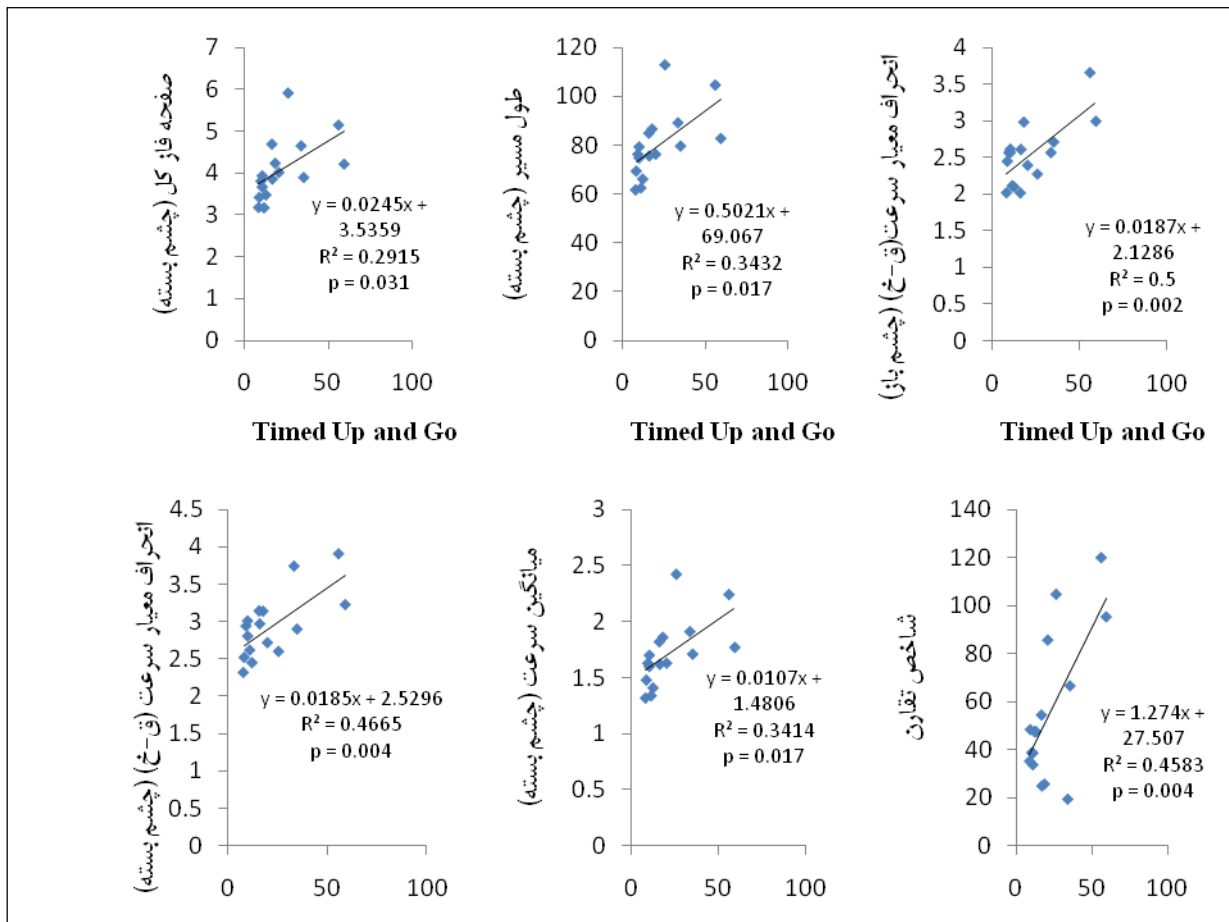 صفحه فاز کل (چشم بسته)
7
6
5
4
3
2
1
0
y = 0.0245x +
3.5359
R² = 0.2915
p = 0.031
0 50 100
Timed Up and Go
طول مسیر (چشم بسته)
120
100
80
60
40
20
0
y = 0.5021x +
69.067
R² = 0.3432
p = 0.017
0 50 100
Timed Up and Go
انحراف معیار سرعت(ق-خ) (چشم باز)
4
3.5
3
2.5
2
1.5
1
0.5
0
y = 0.0187x +
2.1286
R² = 0.5
p = 0.002
0 50 100
Timed Up and Go
انحراف معیار سرعت (ق-خ) (چشم بسته)
4.5
4
3.5
3
2.5
2
1.5
1
0.5
0
y = 0.0185x + 2.5296
R² = 0.4665
p = 0.004
0 50 100
میانگین سرعت (چشم بسته)
3
2.5
2
1.5
1
0.5
0
y = 0.0107x +
1.4806
R² = 0.3414
p = 0.017
0 50 100
شاخص تقارن
140
120
100
80
60
40
20
0
y = 1.274x +
27.507
R² = 0.4583
p = 0.004
0 50 100